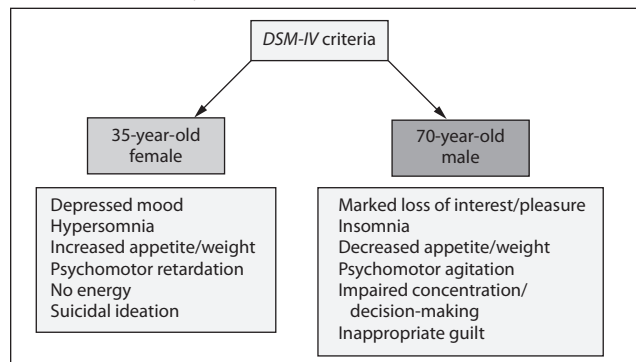 DSM-IV criteria
35-year-old
female
Depressed mood
Hypersomnia
Increased appetite/weight
Psychomotor retardation
No energy
Suicidal ideation
70-year-old
male
Marked loss of interest/pleasure
Insomnia
Decreased appetite/weight
Psychomotor agitation
Impaired concentration/
decision-making
Inappropriate guilt